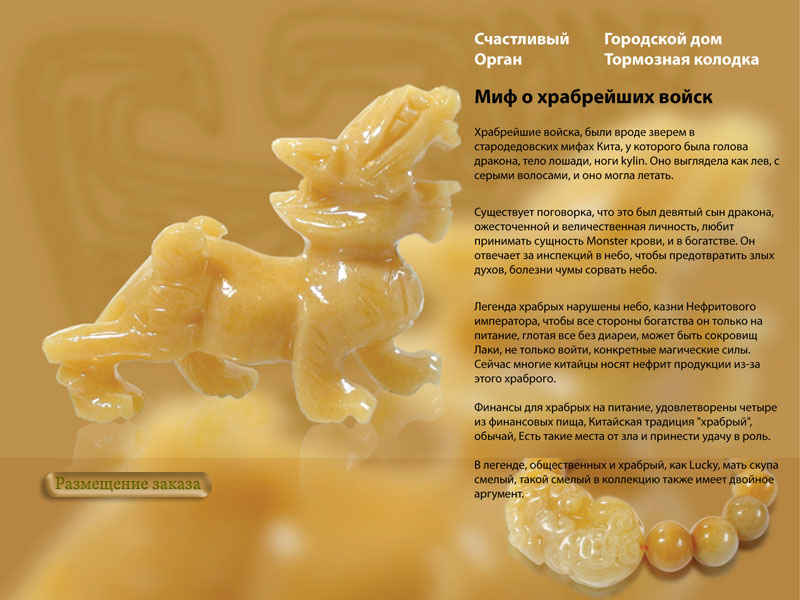 Счастливый Городской дом
Орган Тормозная колодка
Миф о храбрейших войск
Храбрейшие войска, были вроде зверем в
стародедовских мифах Кита, у которого была голова
дракона, тело лошади, ноги kylin. Оно выглядела как лев, с
серыми волосами, и оно могла летать.
Существует поговорка, что это был девятый сын дракона,
ожесточенной и величественная личность, любит
принимать сущность Monster крови, и в богатстве. Он
отвечает за инспекций в небо, чтобы предотвратить злых
духов, болезни чумы сорвать небо.
Легенда храбрых нарушены небо, казни Нефритового
императора, чтобы все стороны богатства он только на
питание, глотая все без диареи, может быть сокровищ
Лаки, не только войти, конкретные магические силы.
Сейчас многие китайцы носят нефрит продукции из-за
этого храброго.
Финансы для храбрых на питание, удовлетворены четыре
из финансовых пища, Китайская традиция "храбрый",
обычай, Есть такие места от зла и принести удачу в роль.
В легенде, общественных и храбрый, как Lucky, мать скупа
смелый, такой смелый в коллекцию также имеет двойное
аргумент.
Размещение заказа